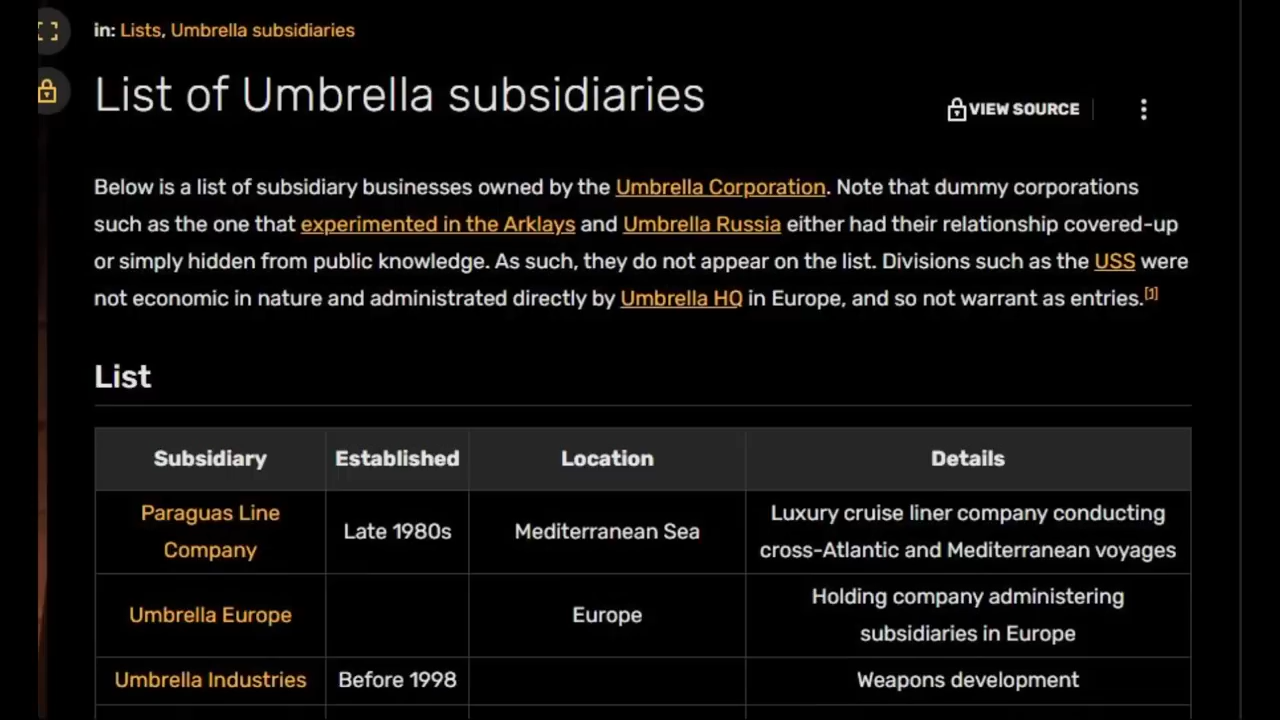 in: Lists, Umbrella subsidiaries
List of Umbrella subsidiaries
VIEW SOURCE
Below is a list of subsidiary businesses owned by the Umbrella Corporation. Note that dummy corporations
such as the one that experimented in the Arklays and Umbrella Russia either had their relationship covered-up
or simply hidden from public knowledge. As such, they do not appear on the list. Divisions such as the USS were
not economic in nature and administrated directly by Umbrella HQ in Europe, and so not warrant as entries.[1]
List
Subsidiary Established Location Details
Paraguas Line
Company
Late 1980s
Mediterranean Sea
Luxury cruise liner company conducting
cross-Atlantic and Mediterranean voyages
Umbrella Europe
Europe
Holding company administering
subsidiaries in Europe
Umbrella Industries Before 1998 Weapons development